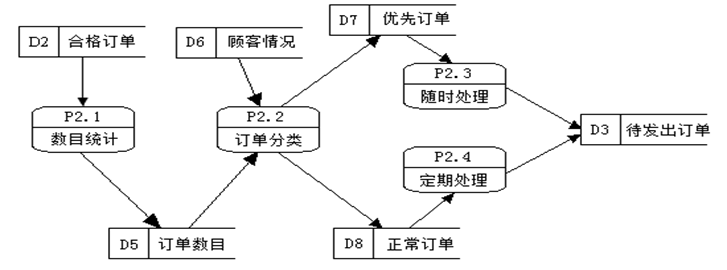 D7 优先订单
D2 合格订单
D6 顾客情况
P2.3
随时处理
P2.1
数目统计
P2.2
订单分类
D3 待发出订单
P2.4
定期处理
D5 订单数目
D8 正常订单